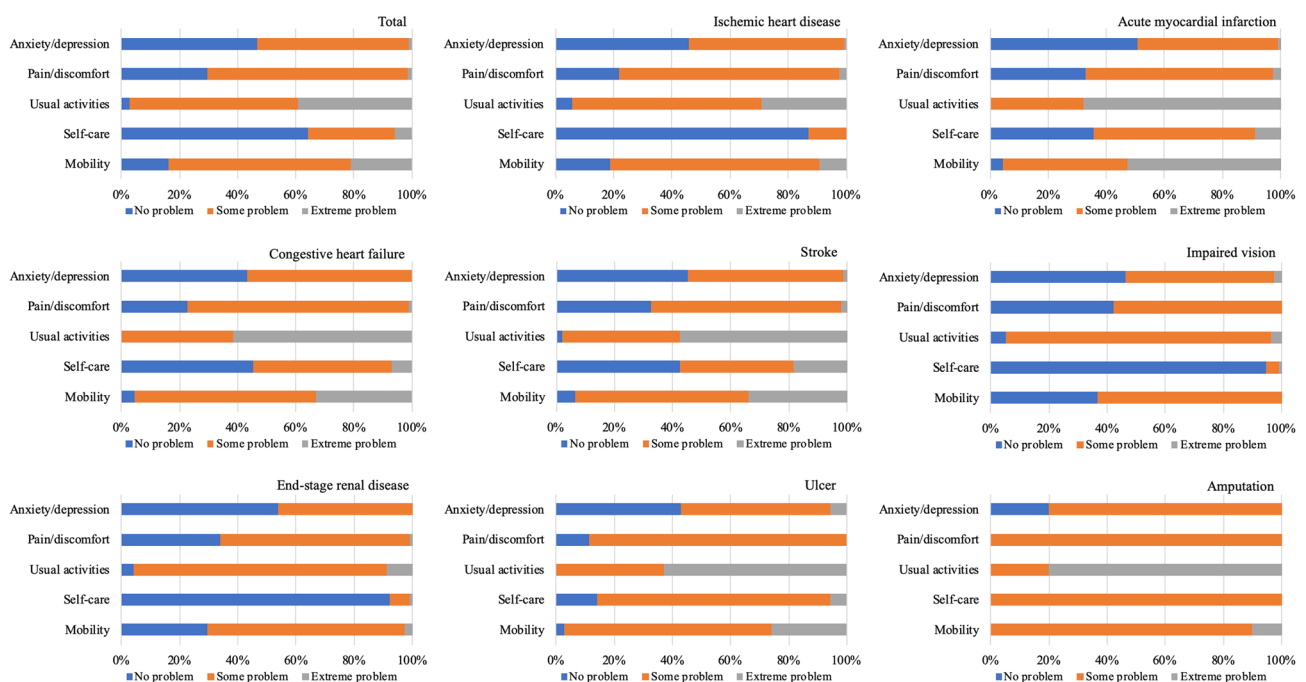 Total
Anxiety/depression
Pain/discomfort
Usual activities
Self-care
Mobility
0% 20% 40% 60% 80% 100%
No problem Some problem Extreme problem
Ischemic heart disease
Anxiety/depression
Pain/discomfort
Usual activities
Self-care
Mobility
0% 20% 40% 60% 80% 100%
No problem Some problem Extreme problem
Acute myocardial infarction
Anxiety/depression
Pain/discomfort
Usual activities
Self-care
Mobility
0% 20% 40% 60% 80% 100%
No problem Some problem Extreme problem
Congestive heart failure
Anxiety/depression
Pain/discomfort
Usual activities
Self-care
Mobility
0% 20% 40% 60% 80% 100%
No problem Some problem Extreme problem
Stroke
Anxiety/depression
Pain/discomfort
Usual activities
Self-care
Mobility
0% 20% 40% 60% 80% 100%
No problem Some problem Extreme problem
Impaired vision
Anxiety/depression
Pain/discomfort
Usual activities
Self-care
Mobility
0% 20% 40% 60% 80% 100%
No problem Some problem Extreme problem
End-stage renal disease
Anxiety/depression
Pain/discomfort
Usual activities
Self-care
Mobility
0% 20% 40% 60% 80% 100%
No problem Some problem Extreme problem
Ulcer
Anxiety/depression
Pain/discomfort
Usual activities
Self-care
Mobility
0% 20% 40% 60% 80% 100%
No problem Some problem Extreme problem
Amputation
Anxiety/depression
Pain/discomfort
Usual activities
Self-care
Mobility
0% 20% 40% 60% 80% 100%
No problem Some problem Extreme problem